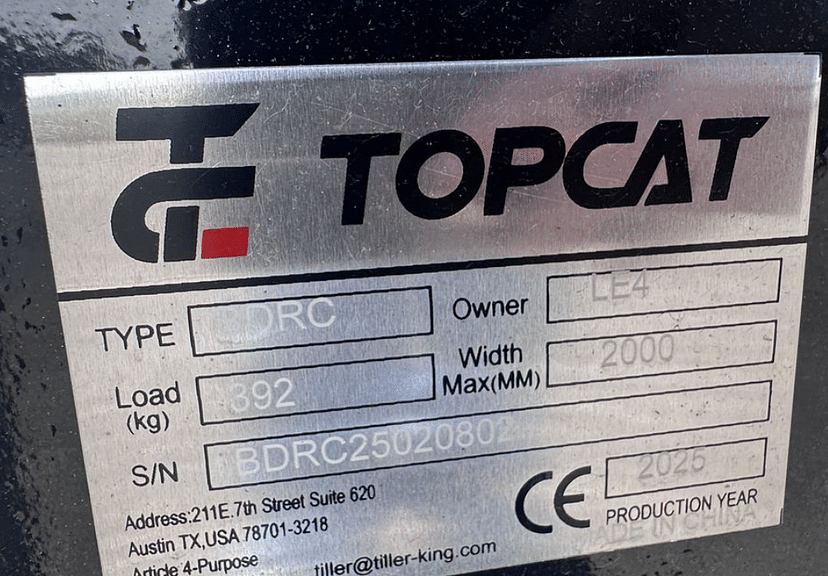 TOPCAT
TYPE BDRC Owner LE4
Load (kg) 392 Width Max(MM) 2000
S/N BDRC25020802
CE 2025
PRODUCTION YEAR
MADE IN CHINA
Address:211E.7th Street Suite 620
Austin TX,USA 78701-3218
Article 4-Purpose tiller@tiller-king.com